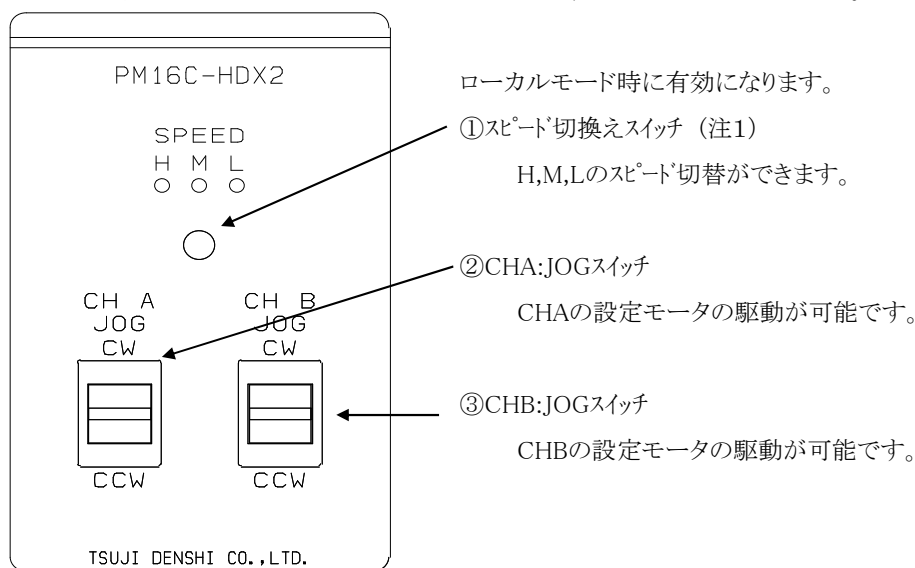 PM16C-HDX2
SPEED
H M L
CH A
JOG
CW
CCW
CH B
JOG
CW
CCW
TSUJI DENSHI CO.,LTD.
ローカルモード時に有効になります。
①スピード切換えスイッチ（注1）
H,M,Lのスピード切替ができます。
②CHA:JOGスイッチ
CHAの設定モータの駆動が可能です。
③CHB:JOGスイッチ
CHBの設定モータの駆動が可能です。